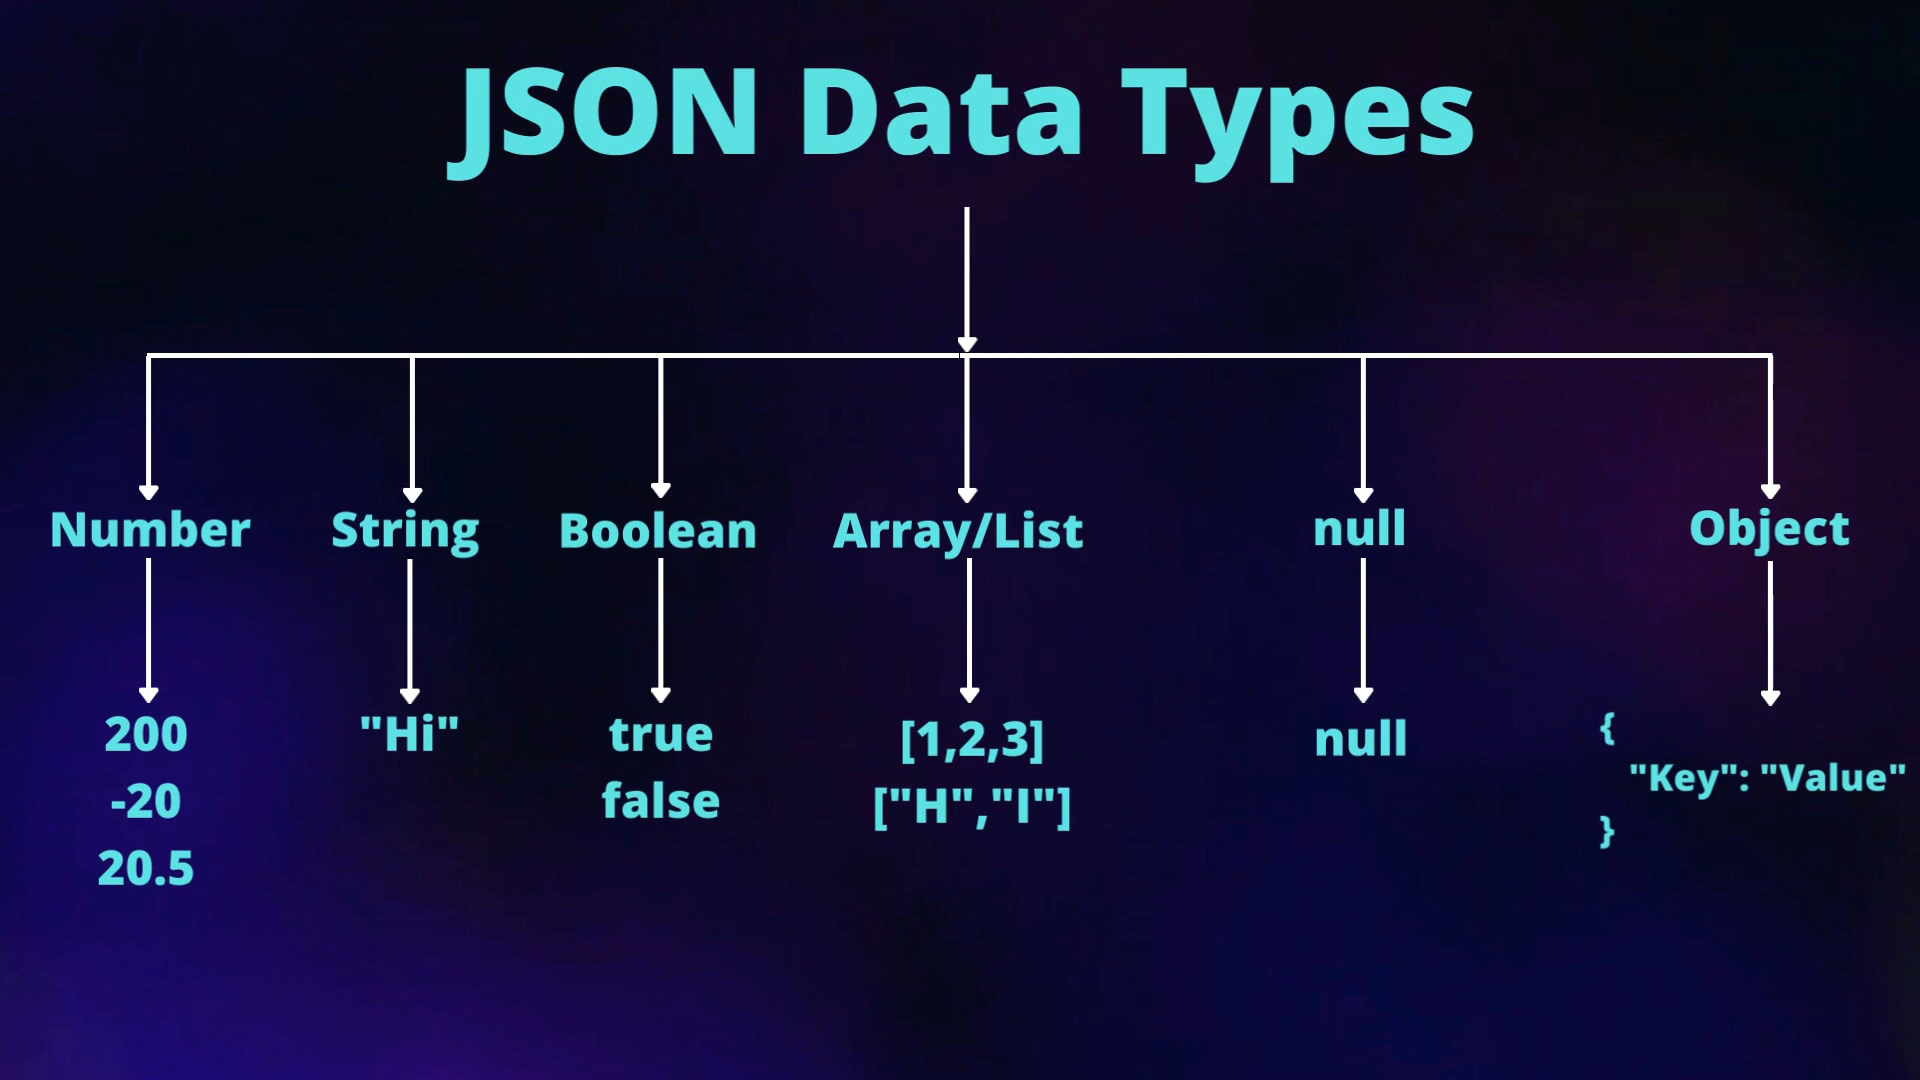 JSON Data Types
Number
String
Boolean
Array/List
null
Object
200
-20
20.5
"Hi"
true
false
[1,2,3]
["H","I"]
null
{
"Key": "Value"
}